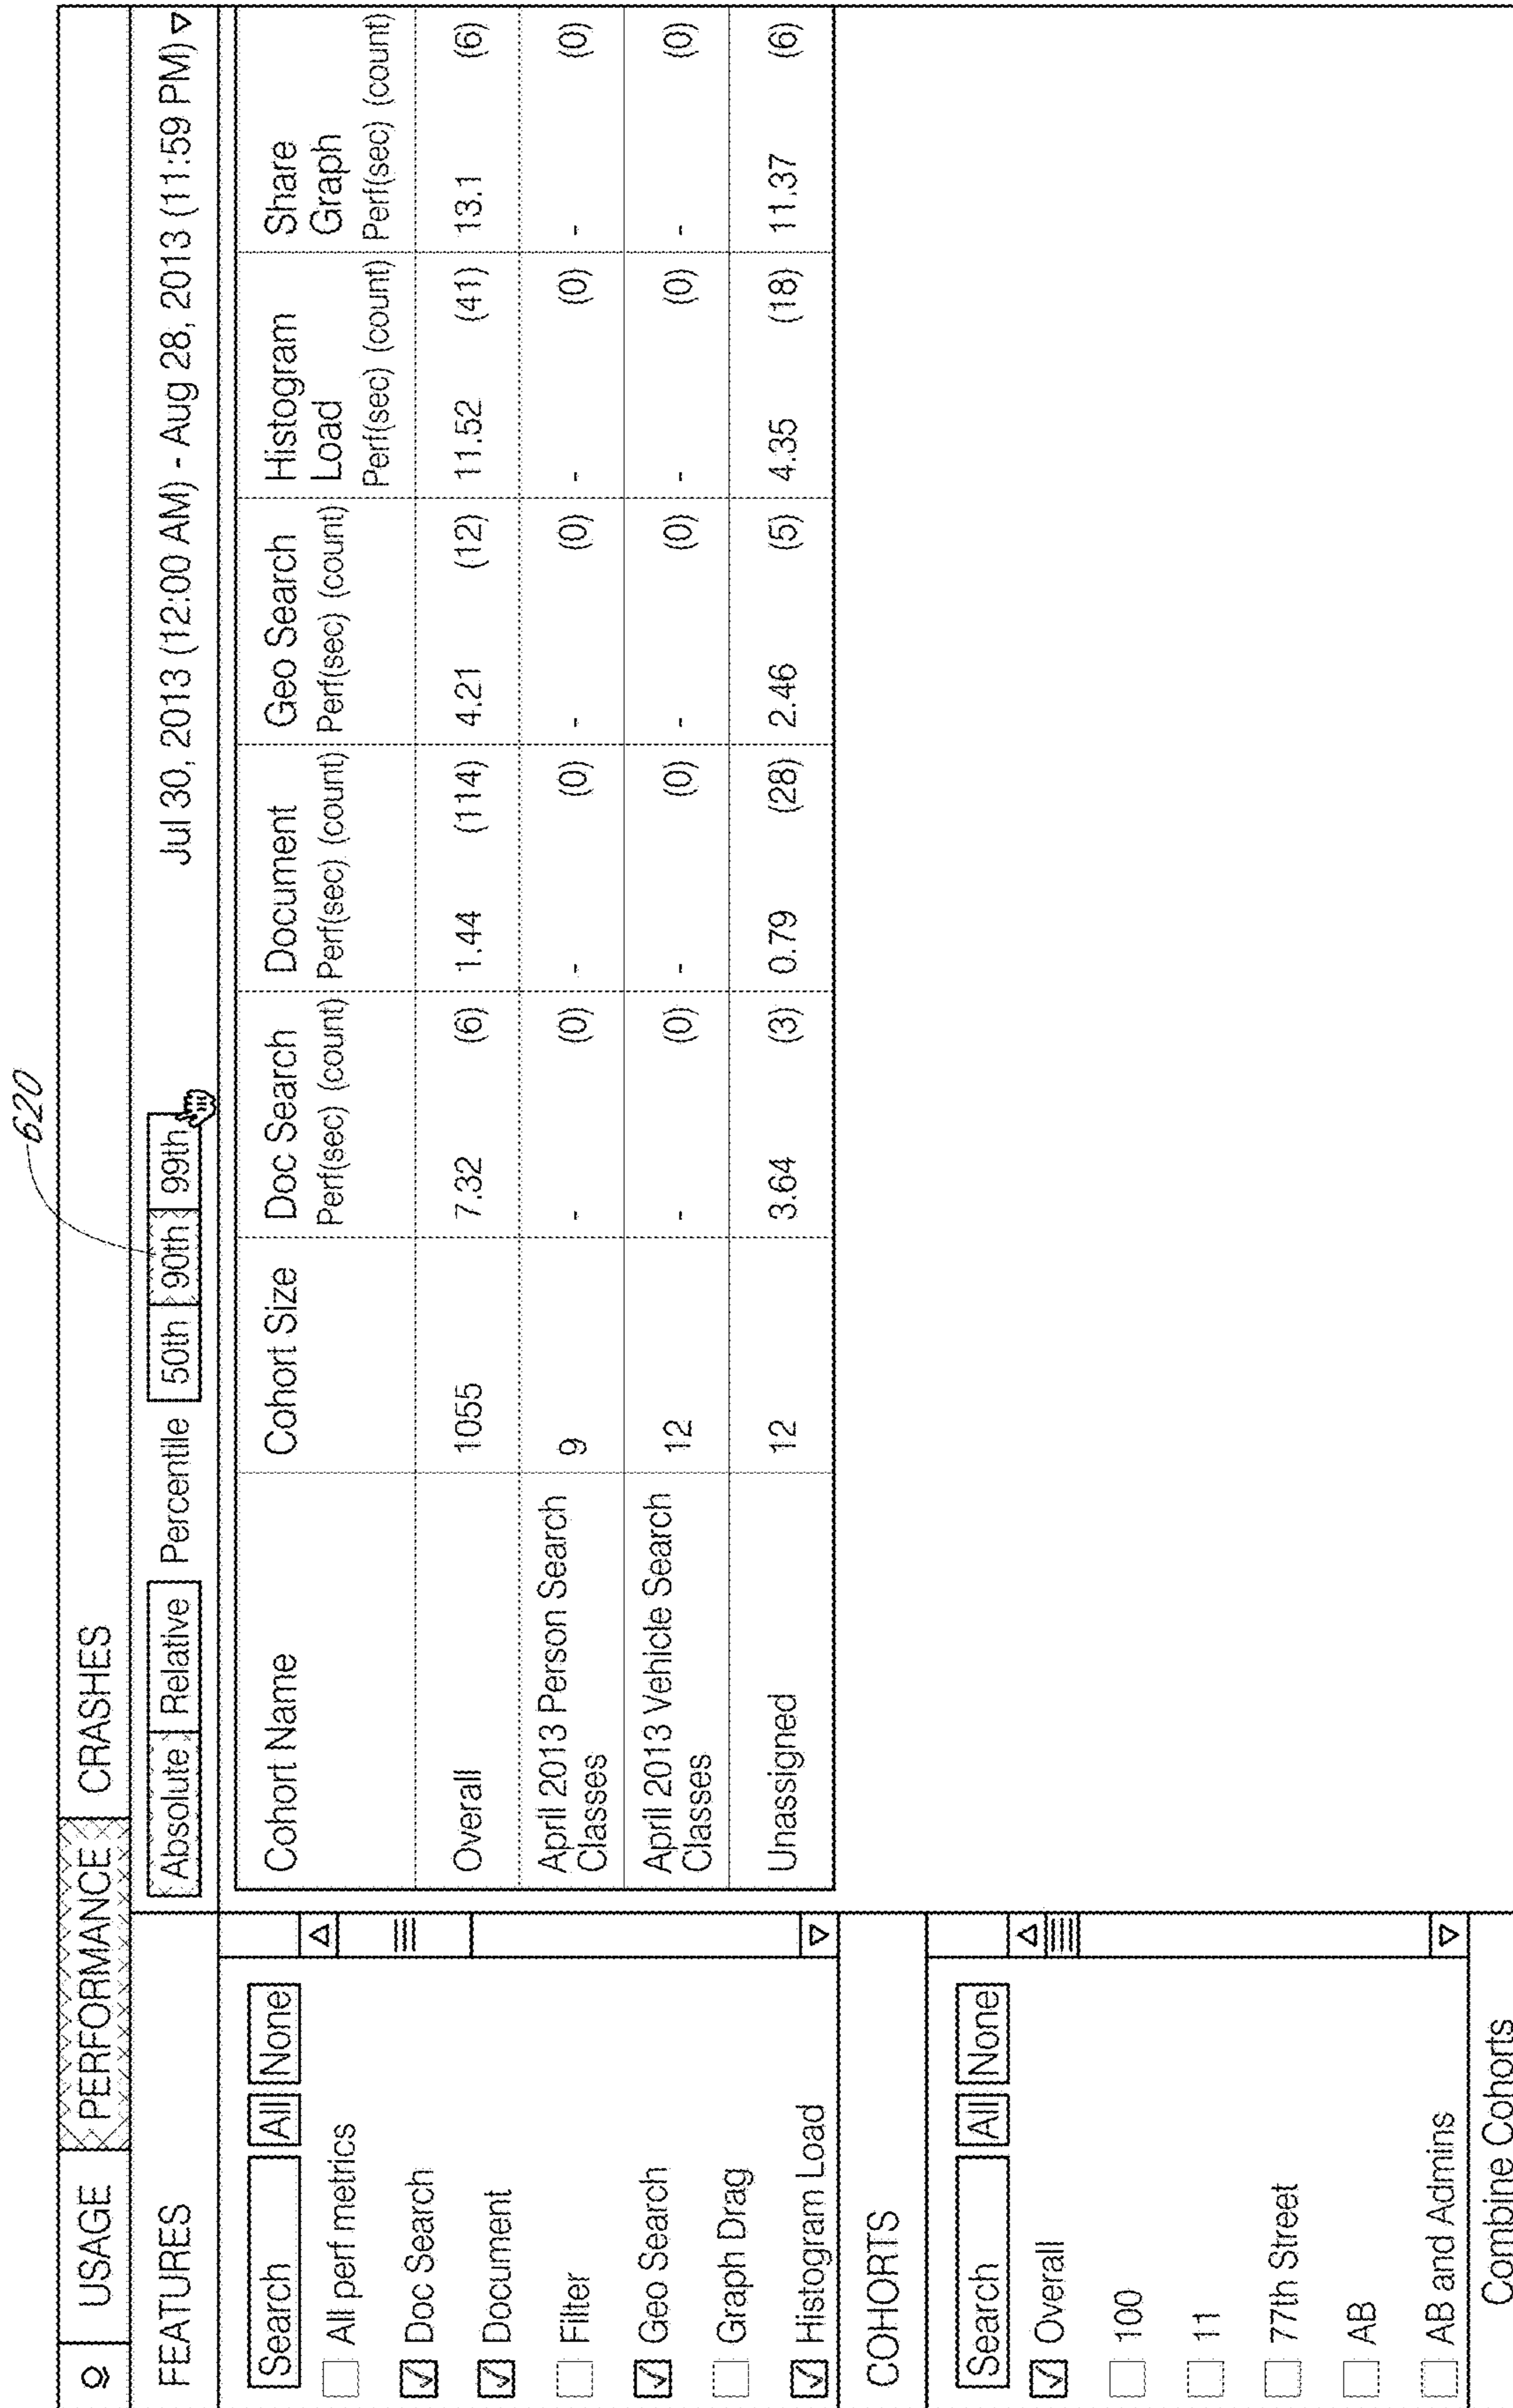 620
USAGE PERFORMANCE CRASHES
FEATURES
Absolute Relative Percentile 50th 90th 99th Jul 30, 2013 (12:00 AM) - Aug 28, 2013 (11:59 PM)
Search All None
All perf metrics
Doc Search
Document
Filter
Geo Search
Graph Drag
Histogram Load
COHORTS
Search All None
Overall
100
11
77th Street
AB
AB and Admins
Combine Cohorts
Cohort Name Cohort Size Doc Search Document Geo Search Histogram Share
Load Graph
Perf(sec) (count) Perf(sec) (count) Perf(sec) (count) Perf(sec) (count) Perf(sec) (count)
Overall 1055 7.32 (6) 1.44 (114) 4.21 (12) 11.52 (41) 13.1 (6)
April 2013 Person Search 9 - (0) - (0) - (0) - (0) - (0)
Classes
April 2013 Vehicle Search 12 - (0) - (0) - (0) - (0) - (0)
Classes
Unassigned 12 3.64 (3) 0.79 (28) 2.46 (5) 4.35 (18) 11.37 (6)